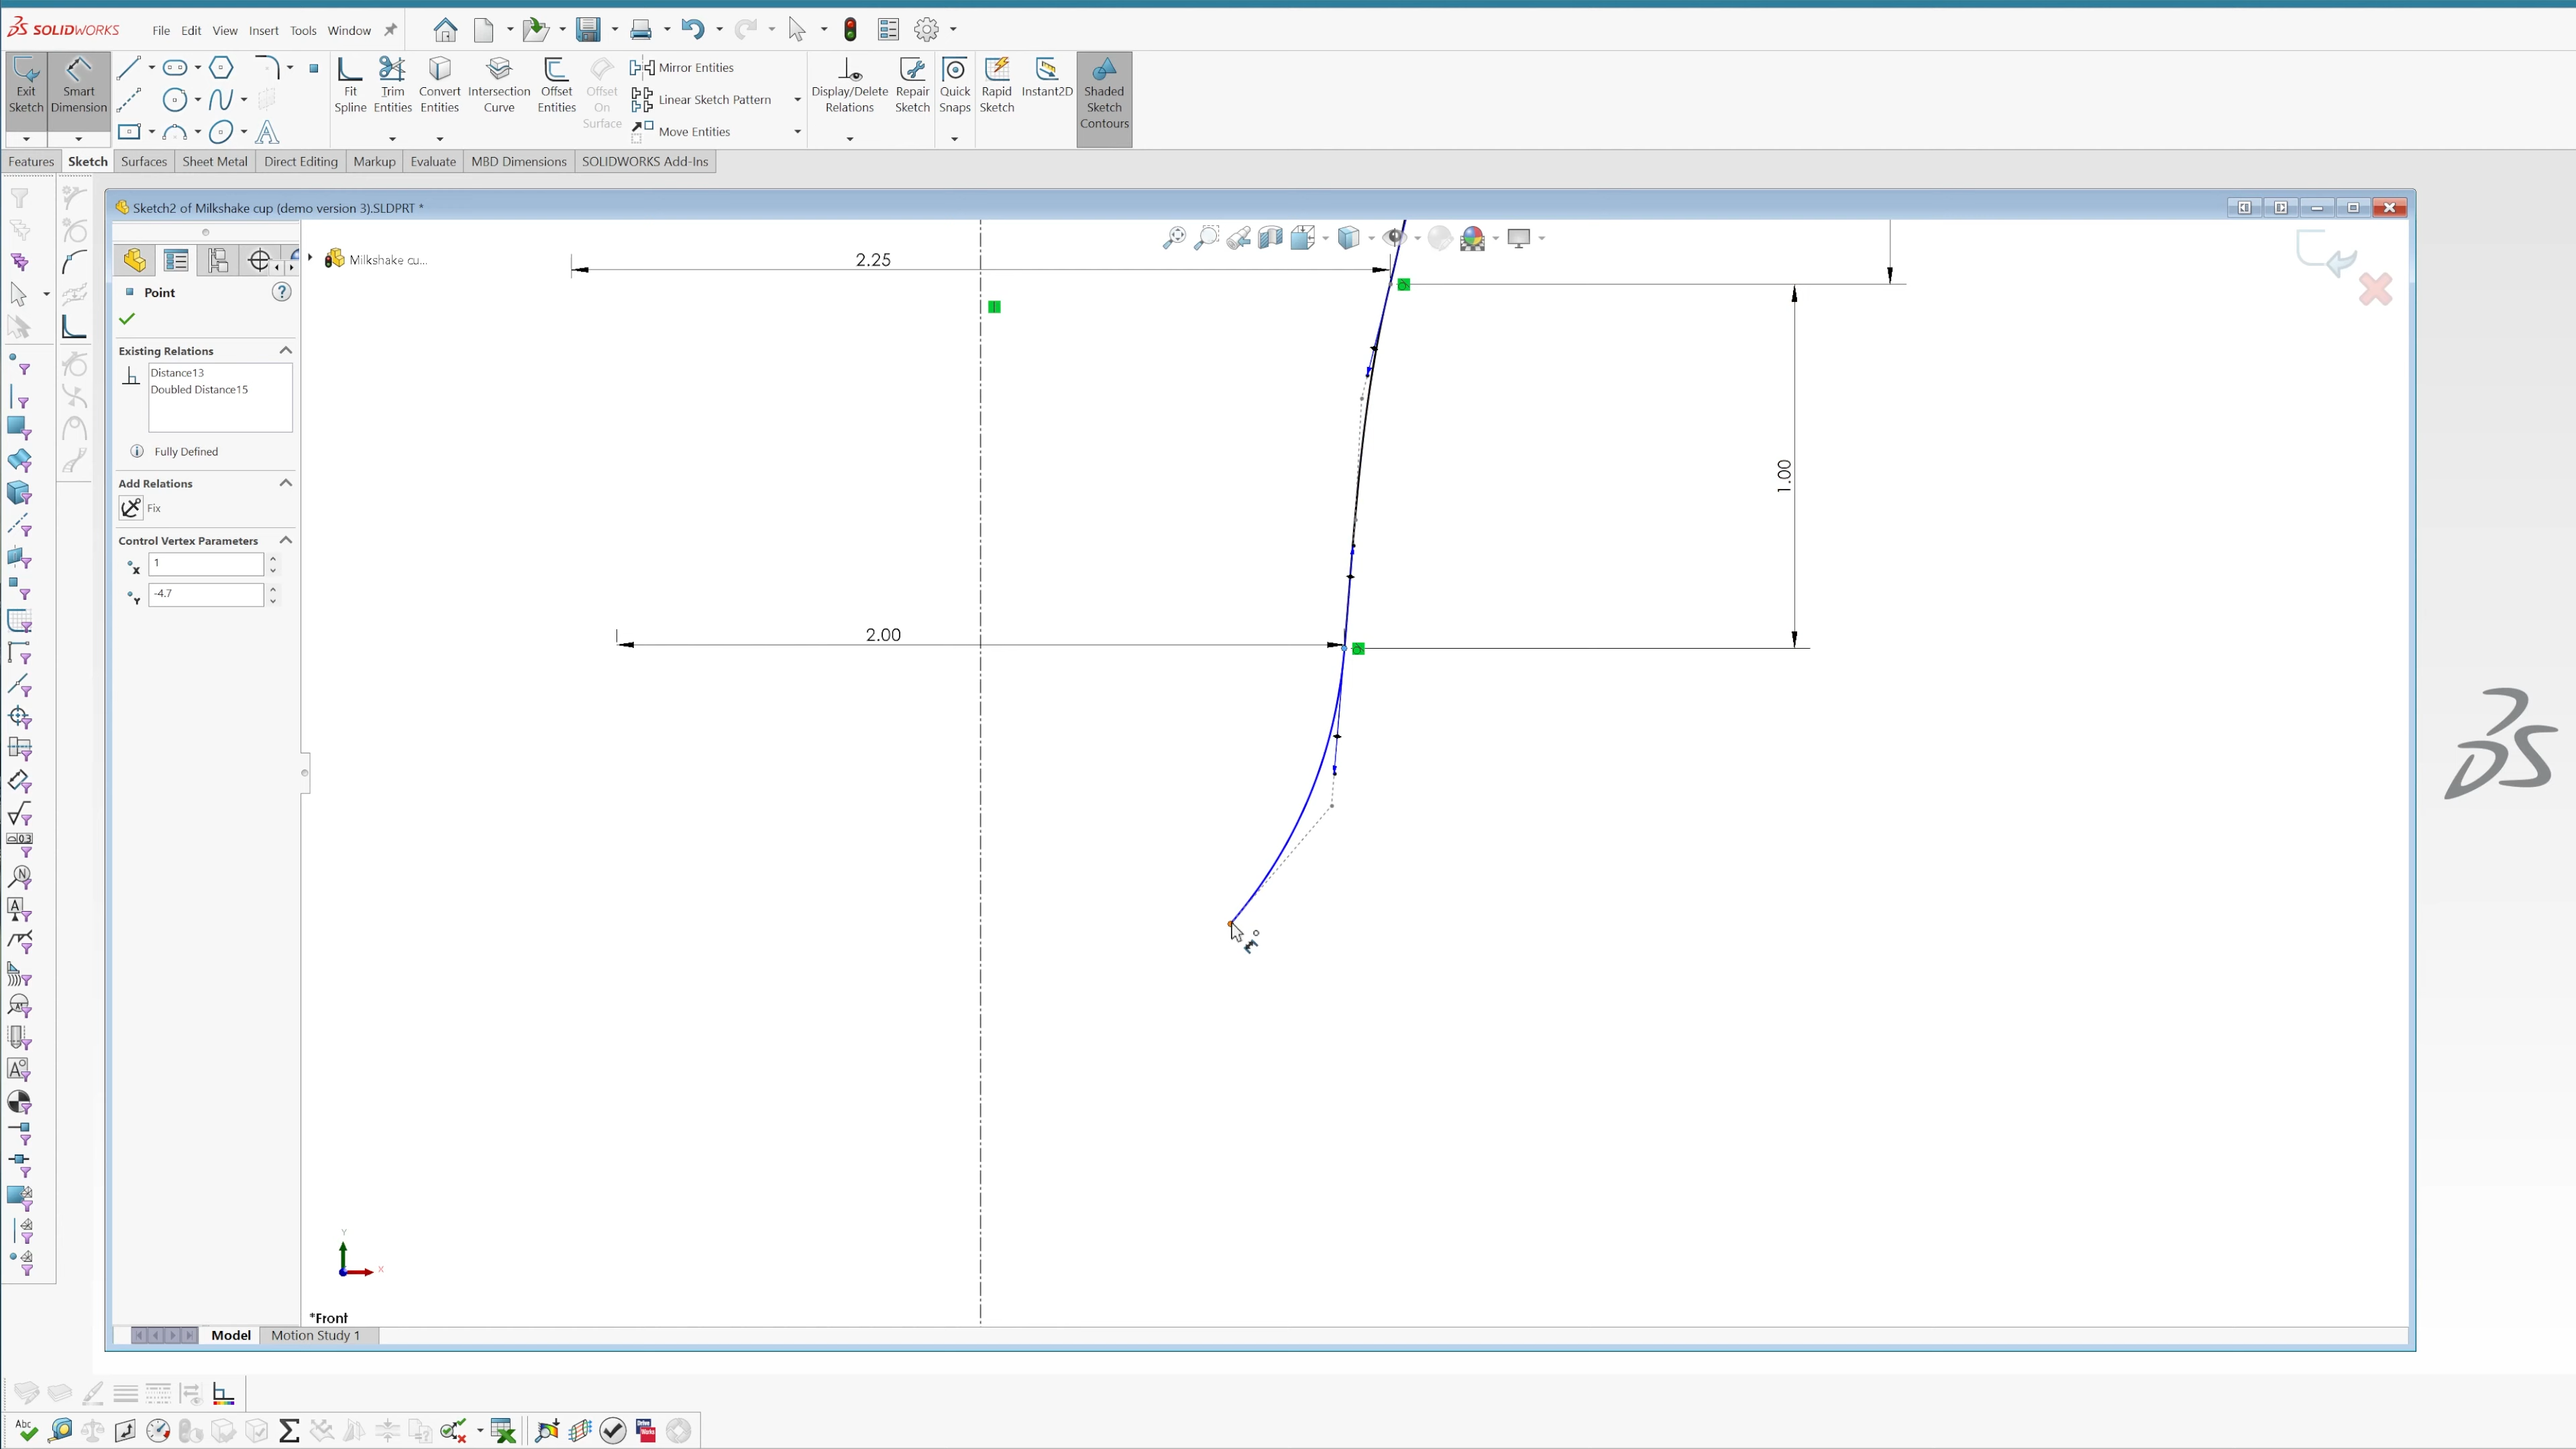 SOLIDWORKS File Edit View Insert Tools Window
Exit Sketch
Smart Dimension
Fit Spline
Trim Entities
Convert Entities
Intersection Curve
Offset Entities
Offset On Surface
Mirror Entities
Linear Sketch Pattern
Move Entities
Display/Delete Relations
Repair Sketch
Quick Snaps
Rapid Sketch
Instant2D
Shaded Sketch Contours
Features Sketch Surfaces Sheet Metal Direct Editing Markup Evaluate MBD Dimensions SOLIDWORKS Add-Ins
Sketch2 of Milkshake cup (demo version 3).SLDPRT *
Milkshake cu...
Point
Existing Relations
Distance13
Doubled Distance15
Fully Defined
Add Relations
Fix
Control Vertex Parameters
X 1
Y -4.7
2.25
1.00
2.00
Y
X
*Front
Model Motion Study 1
Abc